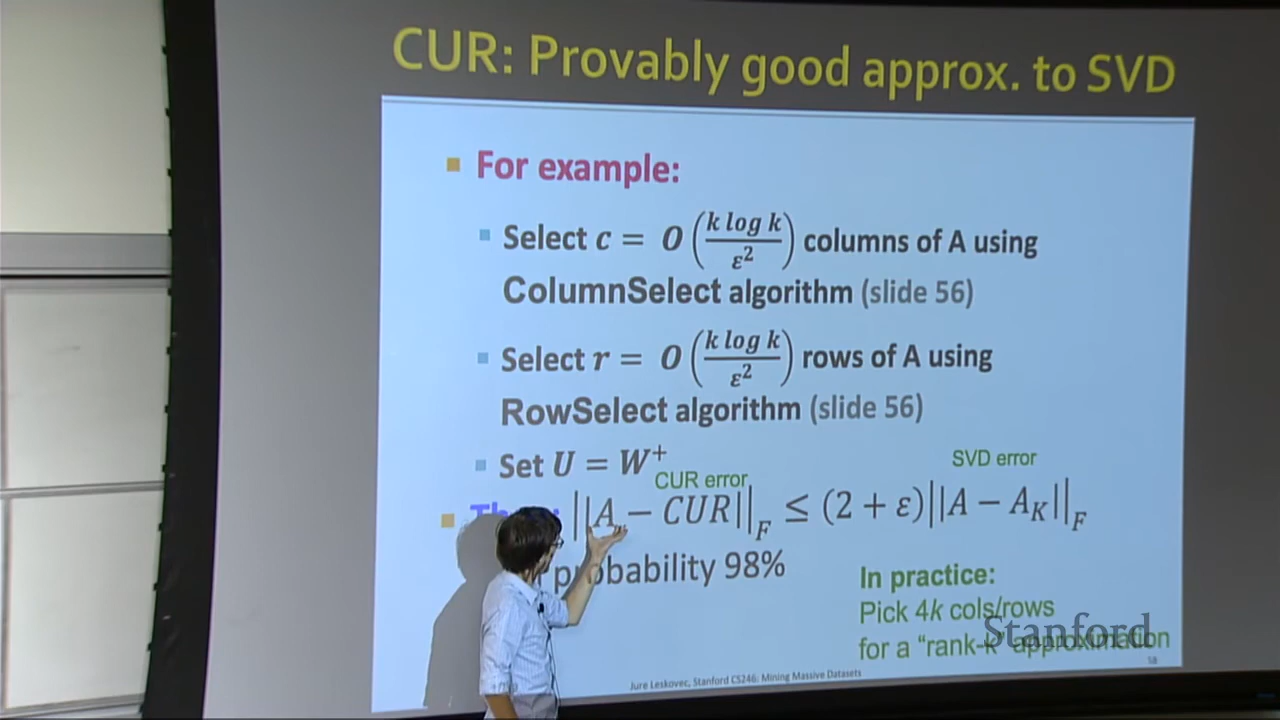 CUR: Provably good approx. to SVD
For example:
Select c = O(k log k / ε²) columns of A using
ColumnSelect algorithm (slide 56)
Select r = O(k log k / ε²) rows of A using
RowSelect algorithm (slide 56)
Set U = W⁺
CUR error
SVD error
||A − CUR||_F ≤ (2 + ε)||A − A_K||_F
probability 98%
In practice:
Pick 4k cols/rows
for a “rank-k” approximation
Stanford
Jure Leskovec, Stanford CS246: Mining Massive Datasets
58